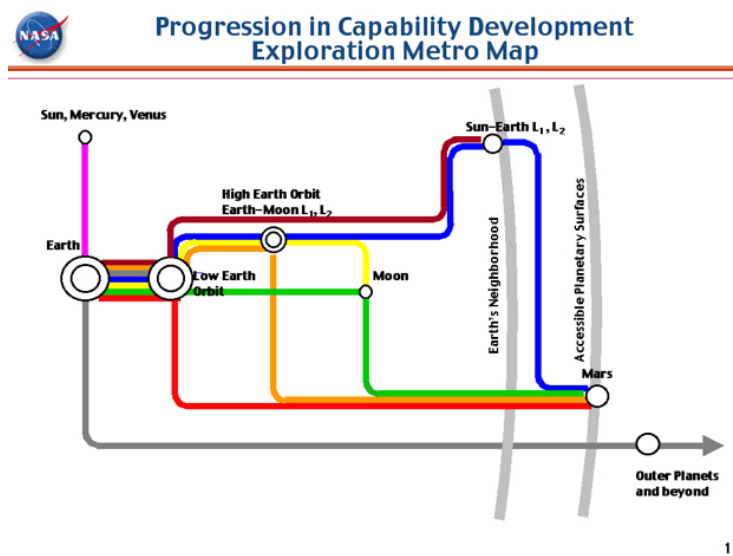 NASA
Progression in Capability Development
Exploration Metro Map
Sun, Mercury, Venus
Sun-Earth L1, L2
High Earth Orbit
Earth-Moon L1, L2
Earth
Low Earth
Orbit
Moon
Earth's Neighborhood
Accessible Planetary Surfaces
Mars
Outer Planets
and beyond
1